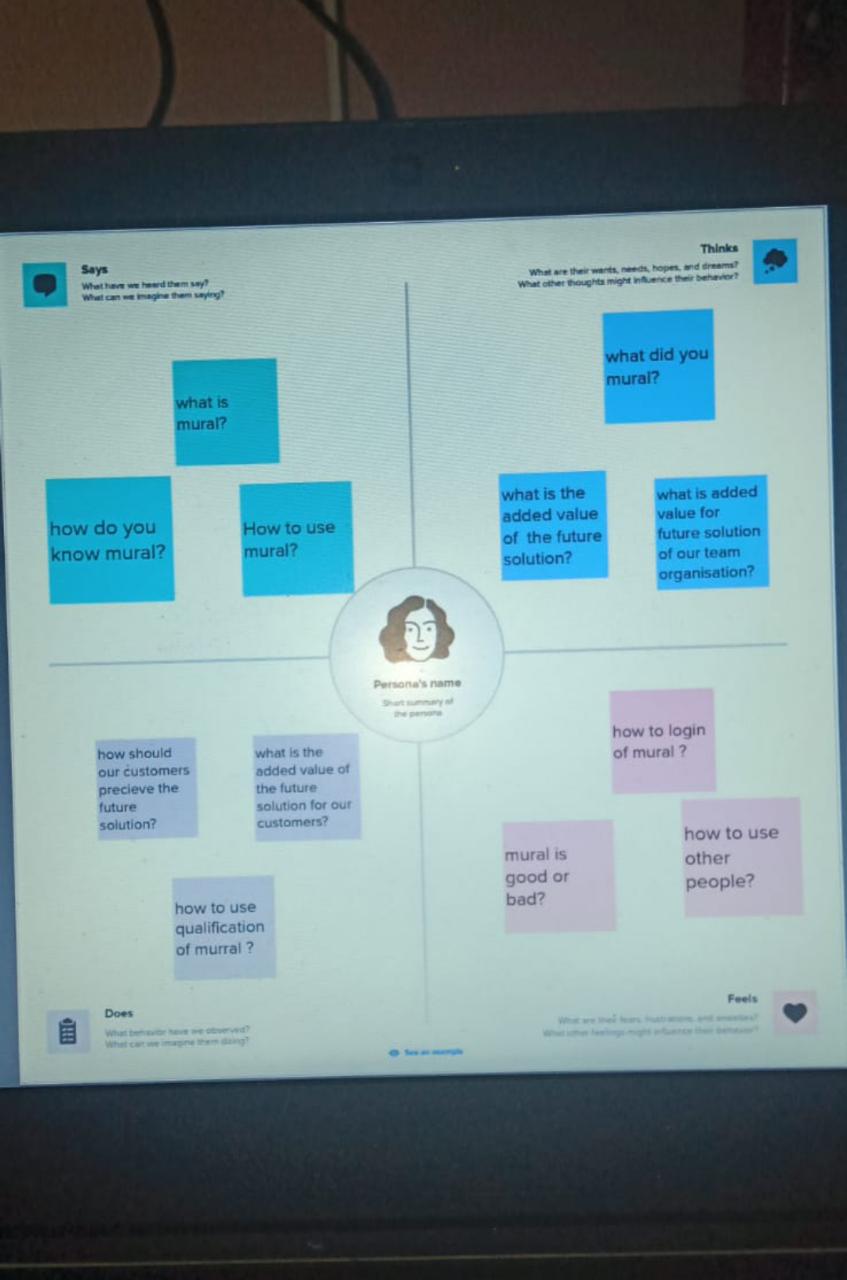 Says
What have we heard them say?
What can we imagine them saying?
Thinks
What are their wants, needs, hopes, and dreams?
What other thoughts might influence their behavior?
what is
mural?
how do you
know mural?
How to use
mural?
what did you
mural?
what is the
added value
of the future
solution?
what is added
value for
future solution
of our team
organisation?
Persona's name
Short summary of
the persona
how should
our customers
precieve the
future
solution?
what is the
added value of
the future
solution for our
customers?
how to use
qualification
of murral ?
how to login
of mural ?
mural is
good or
bad?
how to use
other
people?
Does
What behavior have we observed?
What can we imagine them doing?
Feels
What are their fears, frustrations, and anxieties?
What other feelings might influence their behavior?
See an example